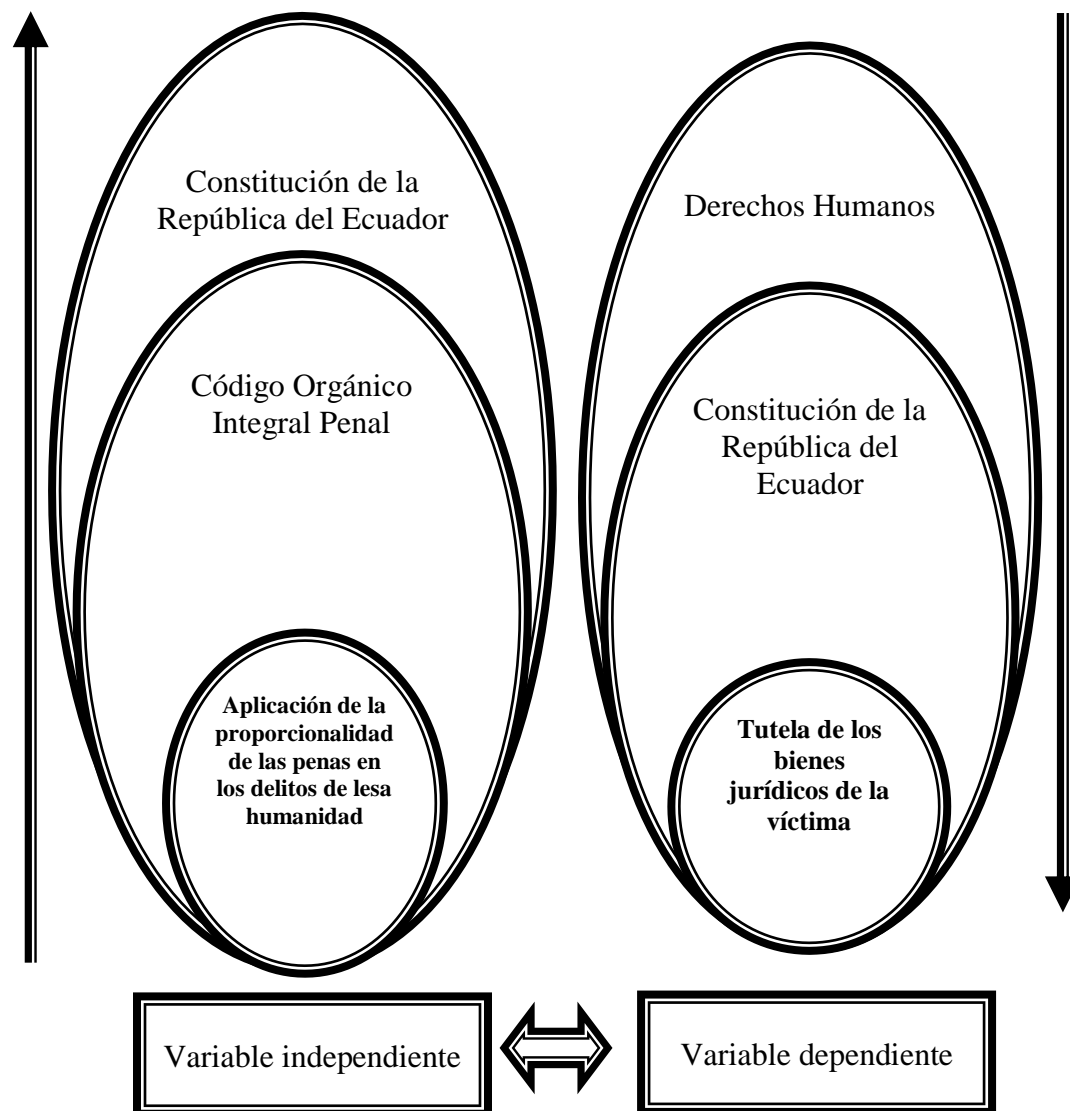 Constitución de la
República del Ecuador
Código Orgánico
Integral Penal
Aplicación de la
proporcionalidad
de las penas en
los delitos de lesa
humanidad
Variable independiente
Derechos Humanos
Constitución de la
República del
Ecuador
Tutela de los
bienes
jurídicos de la
víctima
Variable dependiente